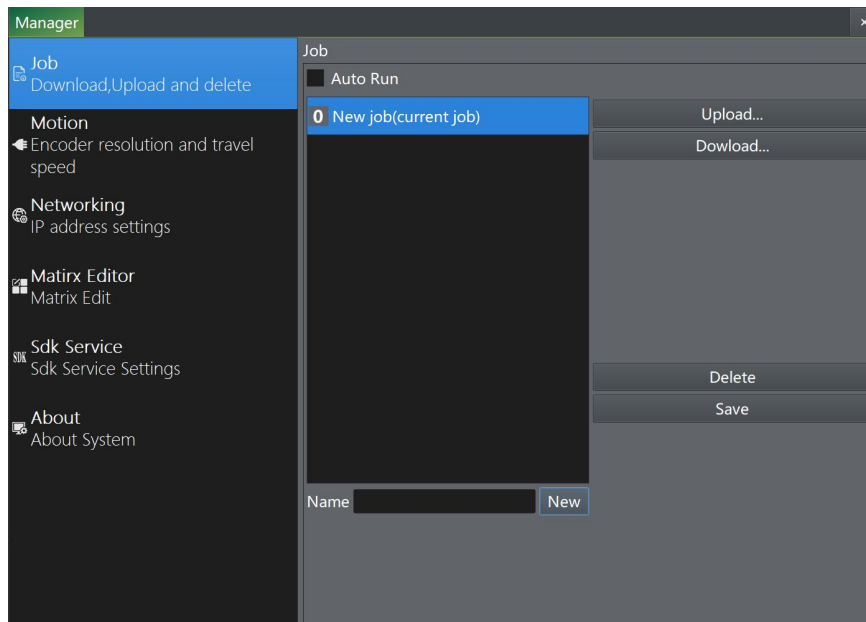 Manager
×
Job
Download,Upload and delete
Motion
Encoder resolution and travel
speed
Networking
IP address settings
Matirx Editor
Matrix Edit
SDK
Sdk Service
Sdk Service Settings
About
About System
Job
Auto Run
0 New job(current job)
Upload...
Dowload...
Delete
Save
Name
New